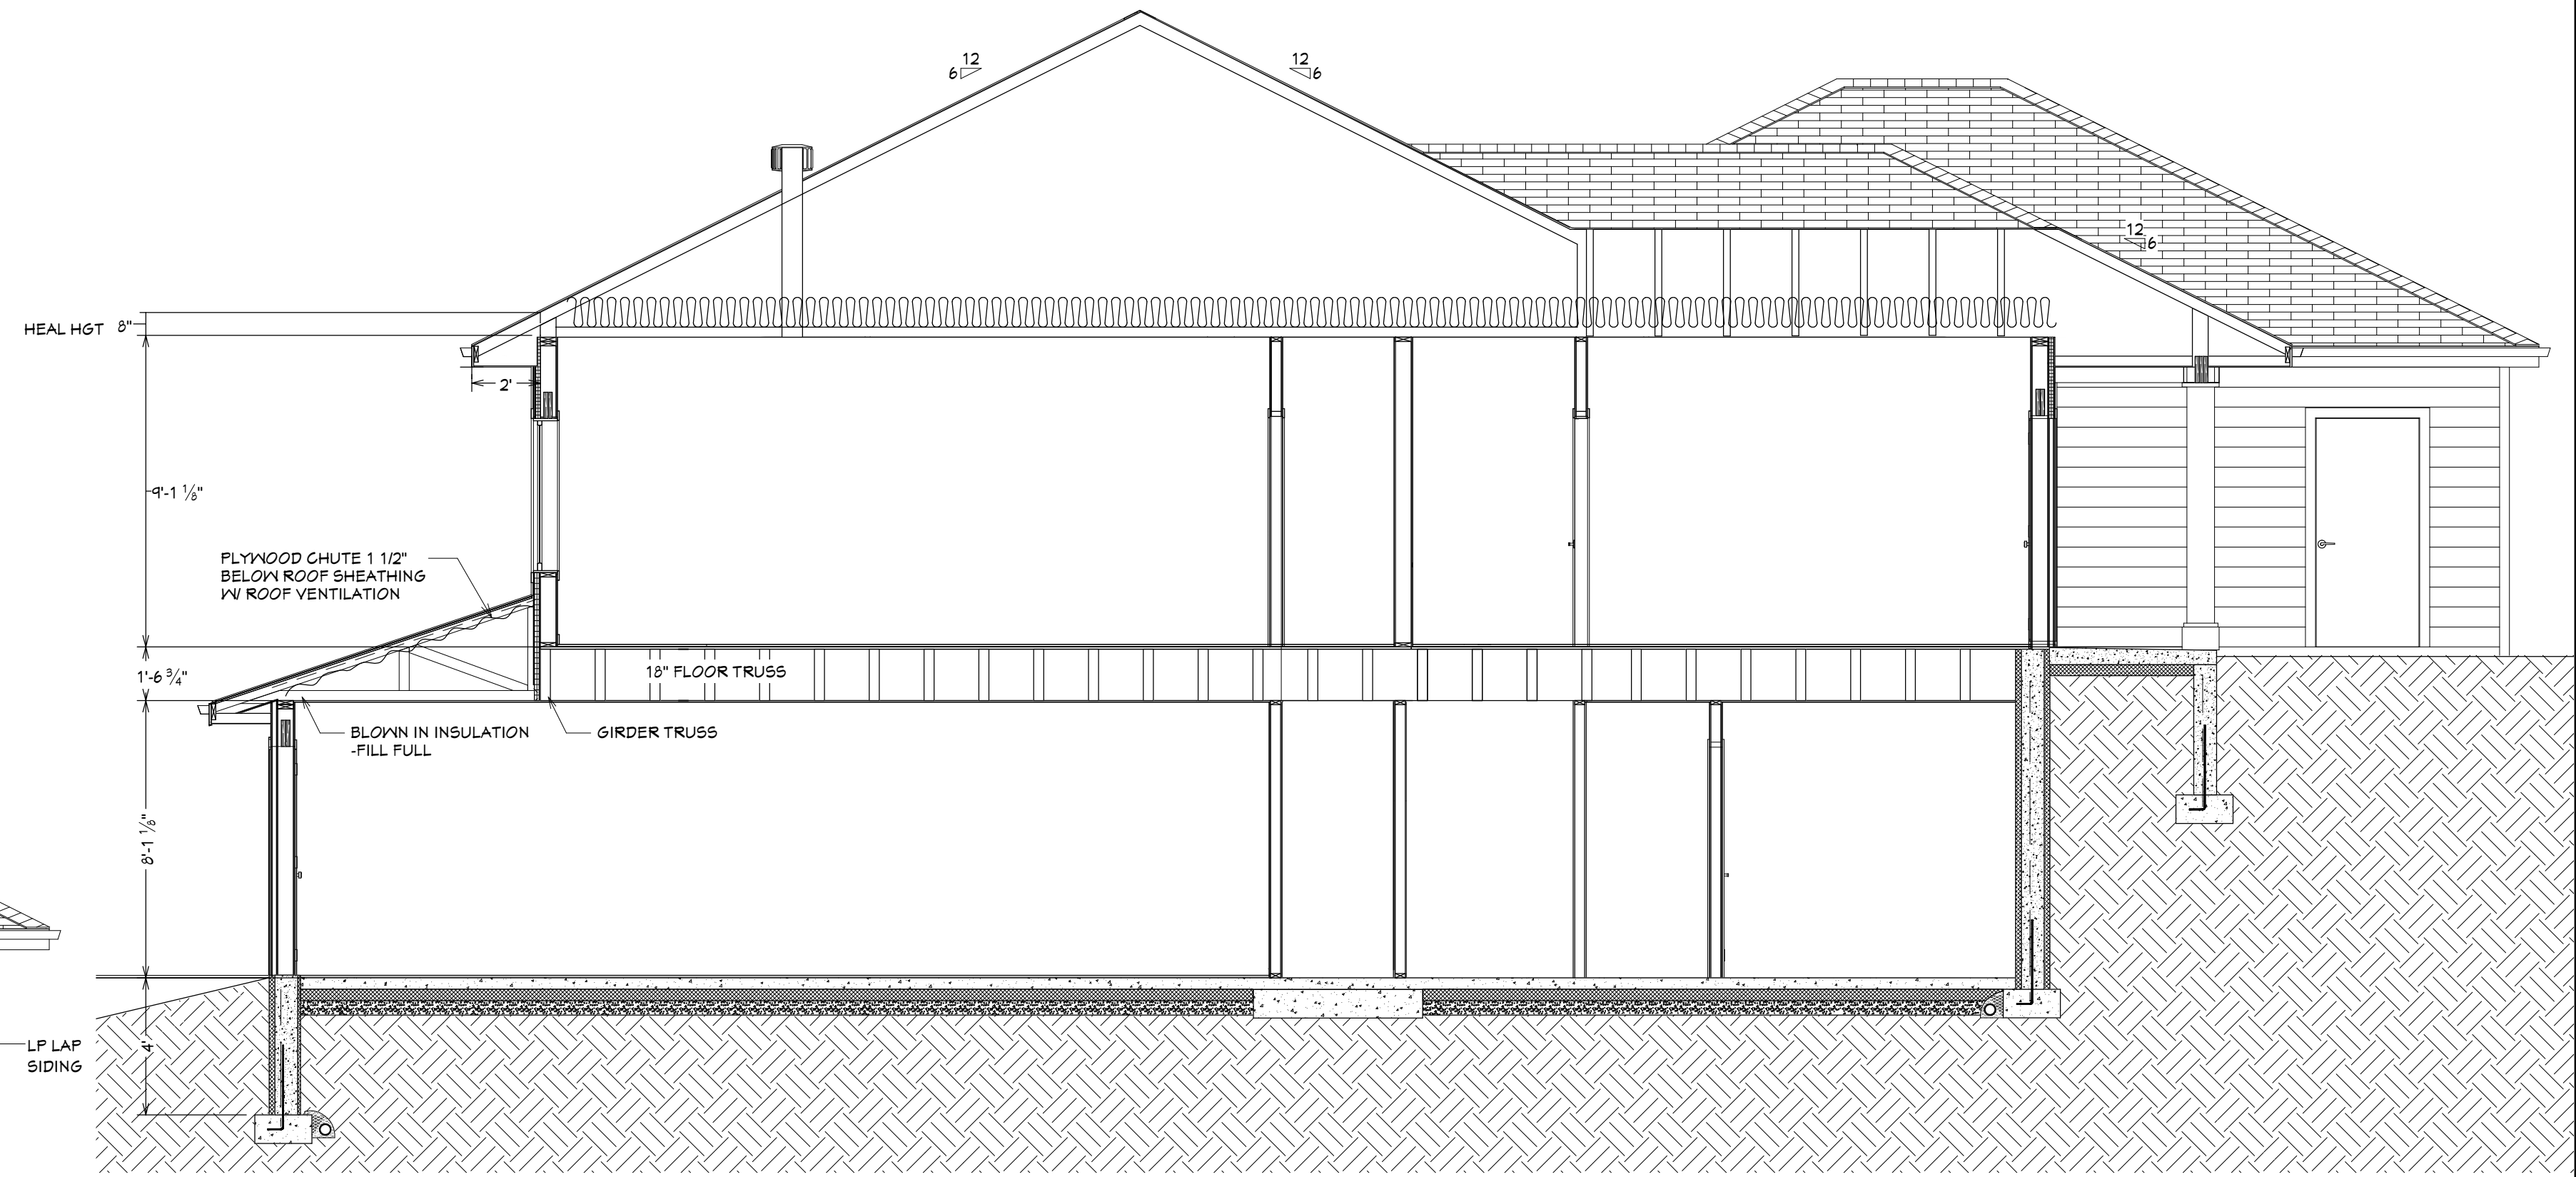 12
6
12
6
12
6
HEAL HGT 8"
2'
9'-1 1/8"
PLYWOOD CHUTE 1 1/2"
BELOW ROOF SHEATHING
W/ ROOF VENTILATION
1'-6 3/4"
18" FLOOR TRUSS
BLOWN IN INSULATION
-FILL FULL
GIRDER TRUSS
8'-1 1/8"
4'
LP LAP
SIDING